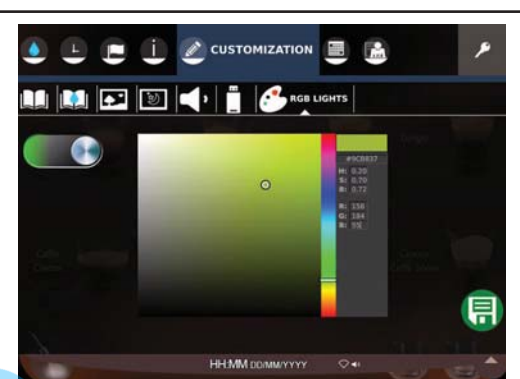 CUSTOMIZATION
RGB LIGHTS
#9CB837
H: 0.20
S: 0.70
B: 0.72
R: 156
G: 184
B: 55
HH:MM DD/MM/YYYY